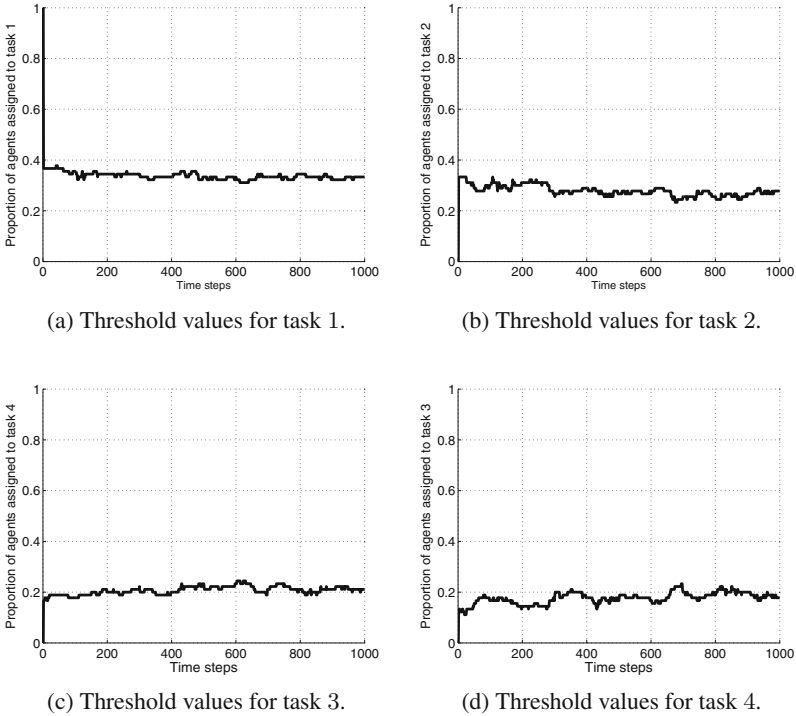 1
0.8
0.6
0.4
0.2
0
0 200 400 600 800 1000
Time steps
Proportion of agents assigned to task 1
(a) Threshold values for task 1.
1
0.8
0.6
0.4
0.2
0
0 200 400 600 800 1000
Time steps
Proportion of agents assigned to task 2
(b) Threshold values for task 2.
1
0.8
0.6
0.4
0.2
0
0 200 400 600 800 1000
Time steps
Proportion of agents assigned to task 4
(c) Threshold values for task 3.
1
0.8
0.6
0.4
0.2
0
0 200 400 600 800 1000
Time steps
Proportion of agents assigned to task 3
(d) Threshold values for task 4.